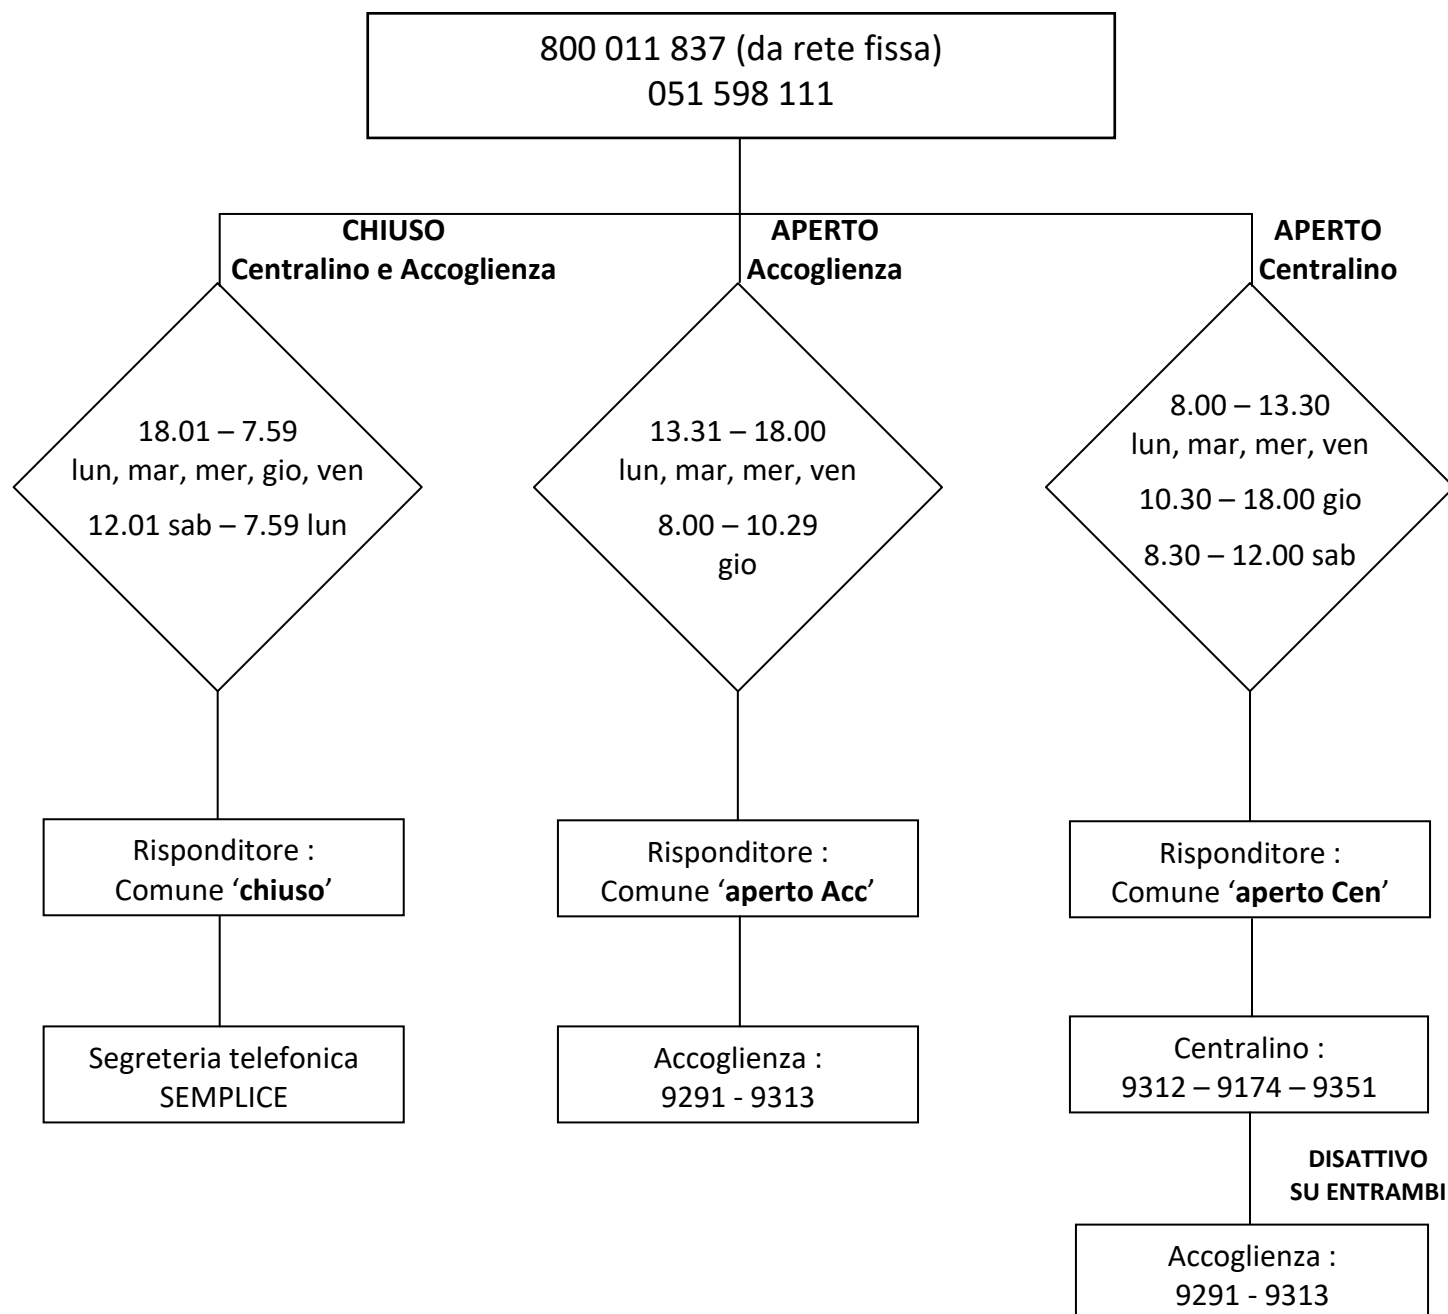 800 011 837 (da rete fissa)
051 598 111
CHIUSO
Centralino e Accoglienza
18.01 – 7.59
lun, mar, mer, gio, ven
12.01 sab – 7.59 lun
Risponditore :
Comune ‘chiuso’
Segreteria telefonica
SEMPLICE
APERTO
Accoglienza
13.31 – 18.00
lun, mar, mer, ven
8.00 – 10.29
gio
Risponditore :
Comune ‘aperto Acc’
Accoglienza :
9291 - 9313
APERTO
Centralino
8.00 – 13.30
lun, mar, mer, ven
10.30 – 18.00 gio
8.30 – 12.00 sab
Risponditore :
Comune ‘aperto Cen’
Centralino :
9312 – 9174 – 9351
DISATTIVO
SU ENTRAMBI
Accoglienza :
9291 - 9313